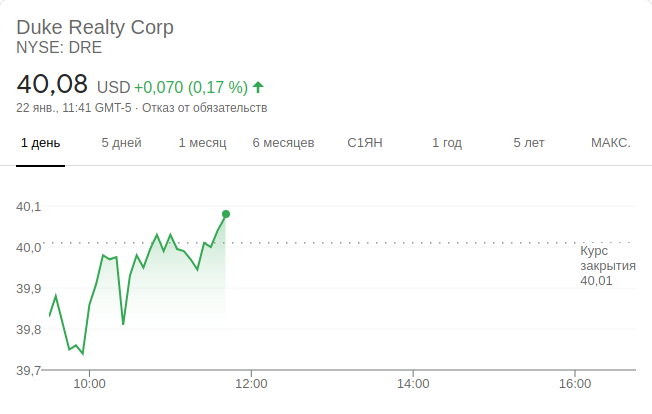 Duke Realty Corp
NYSE: DRE
40,08 USD +0,070 (0,17 %)
22 янв., 11:41 GMT-5 · Отказ от обязательств
1 день 5 дней 1 месяц 6 месяцев С1ЯН 1 год 5 лет МАКС.
40,1
40,0
39,9
39,8
39,7
Курс
закрытия
40,01
10:00 12:00 14:00 16:00